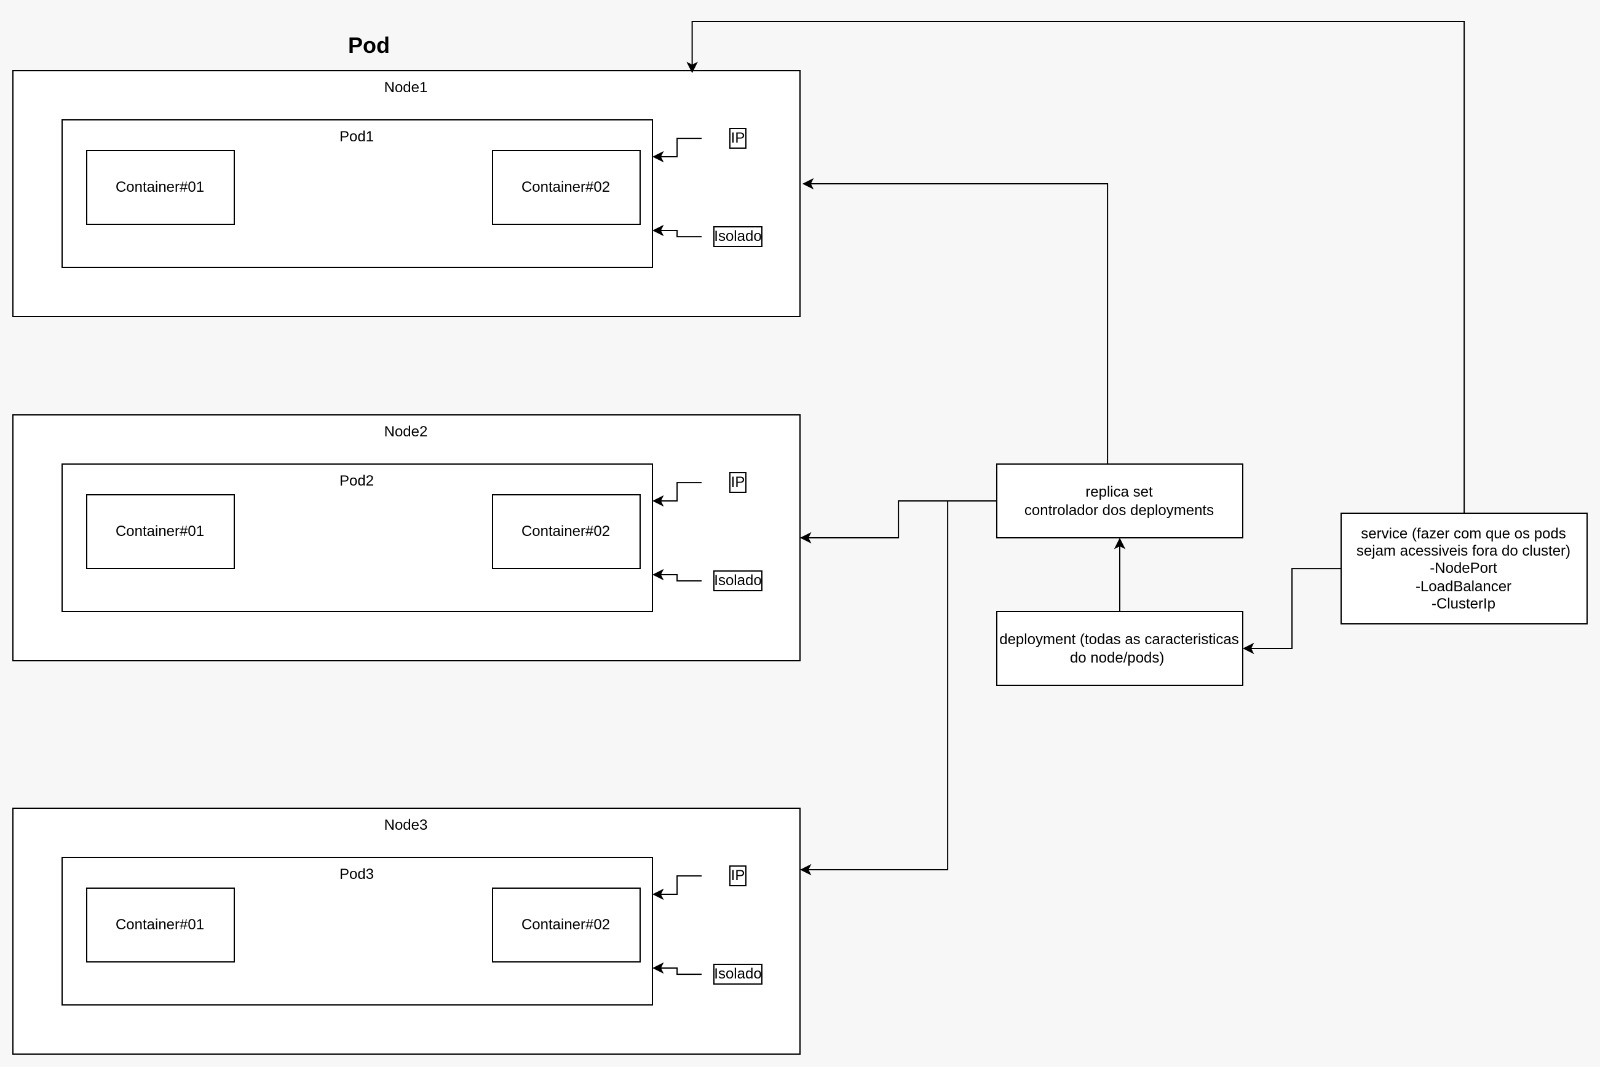 Pod
Node1
Pod1
Container#01
Container#02
IP
Isolado
Node2
Pod2
Container#01
Container#02
IP
Isolado
replica set
controlador dos deployments
deployment (todas as caracteristicas
do node/pods)
service (fazer com que os pods
sejam acessiveis fora do cluster)
-NodePort
-LoadBalancer
-ClusterIp
Node3
Pod3
Container#01
Container#02
IP
Isolado